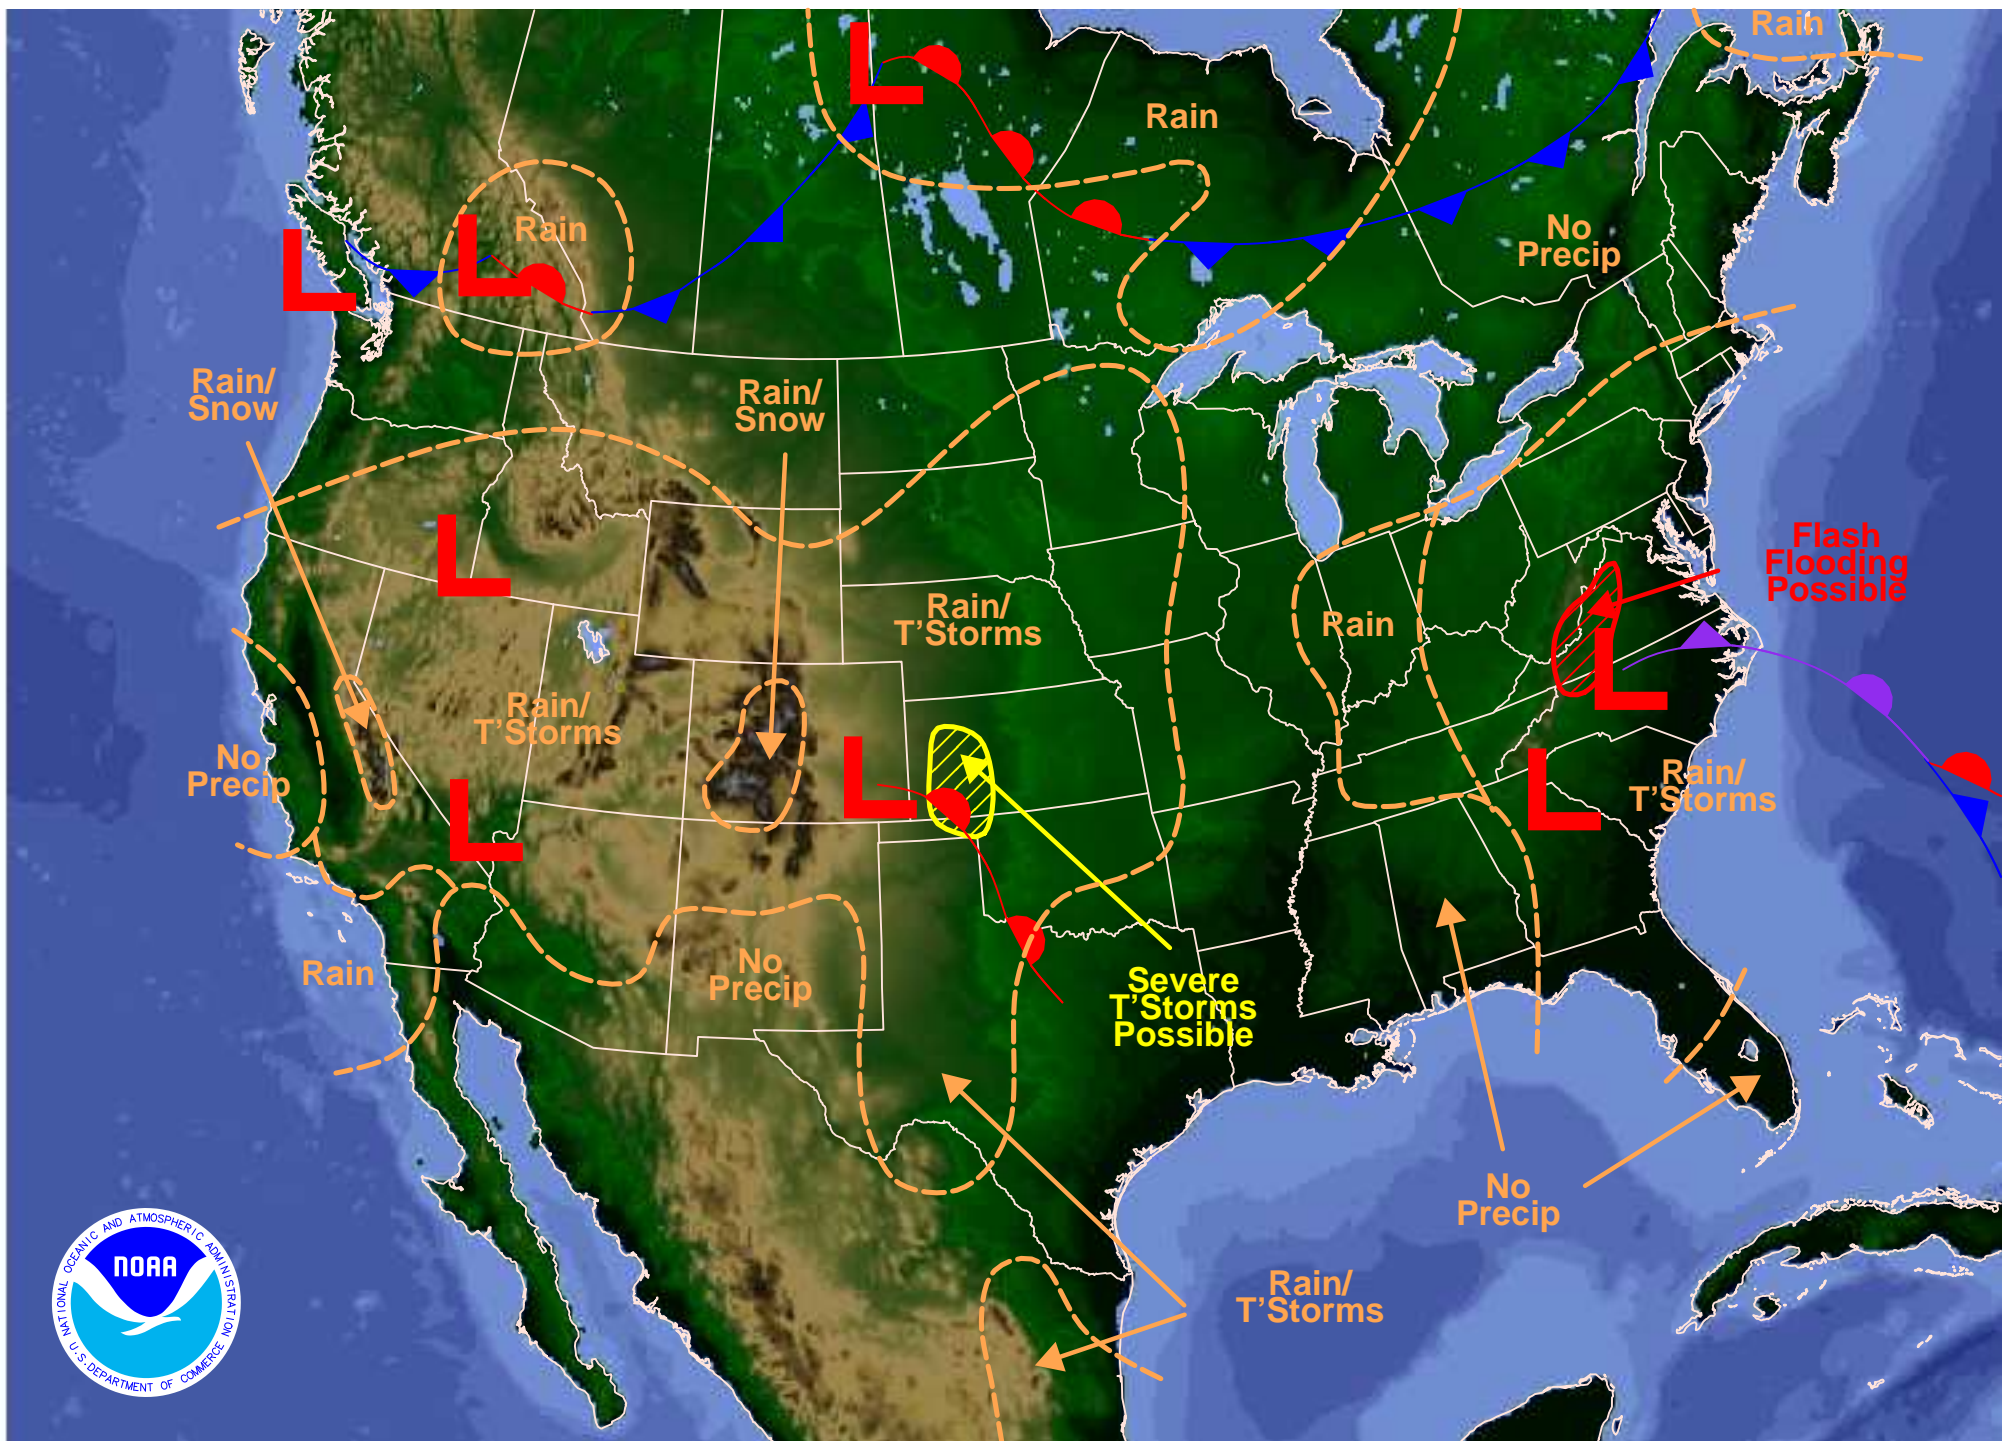 Rain
L
Rain
Rain
L
L
No
Precip
Rain/
Snow
Rain/
Snow
L
Flash
Flooding
Possible
Rain/
T'Storms
Rain
L
Rain/
T'Storms
No
Precip
L
L
L
Rain/
T'Storms
Rain
No
Precip
Severe
T'Storms
Possible
No
Precip
Rain/
T'Storms
NATIONAL OCEANIC AND ATMOSPHERIC ADMINISTRATION
NOAA
U.S. DEPARTMENT OF COMMERCE